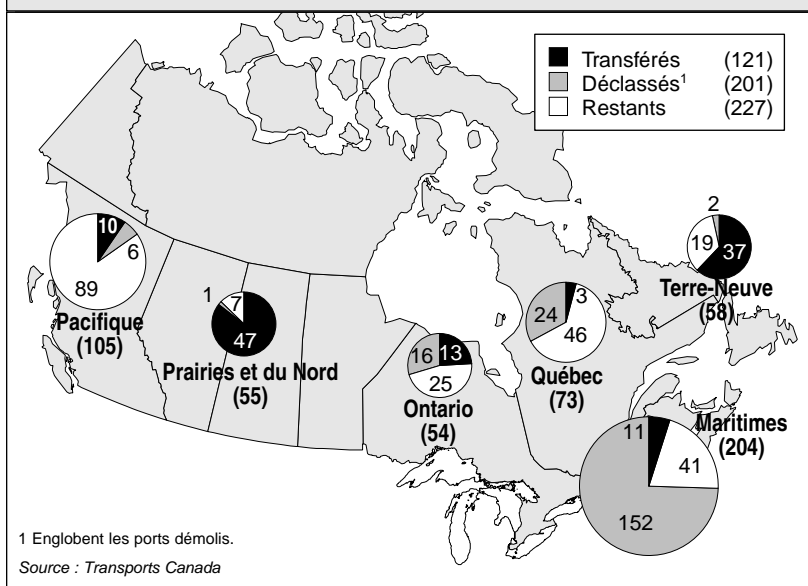 Transférés (121)
Déclassés¹ (201)
Restants (227)
10
6
89
Pacifique
(105)
1
7
47
Prairies et du Nord
(55)
16
13
25
Ontario
(54)
3
24
46
Québec
(73)
2
19
37
Terre-Neuve
(58)
11
41
152
Maritimes
(204)
1 Englobent les ports démolis.
Source : Transports Canada